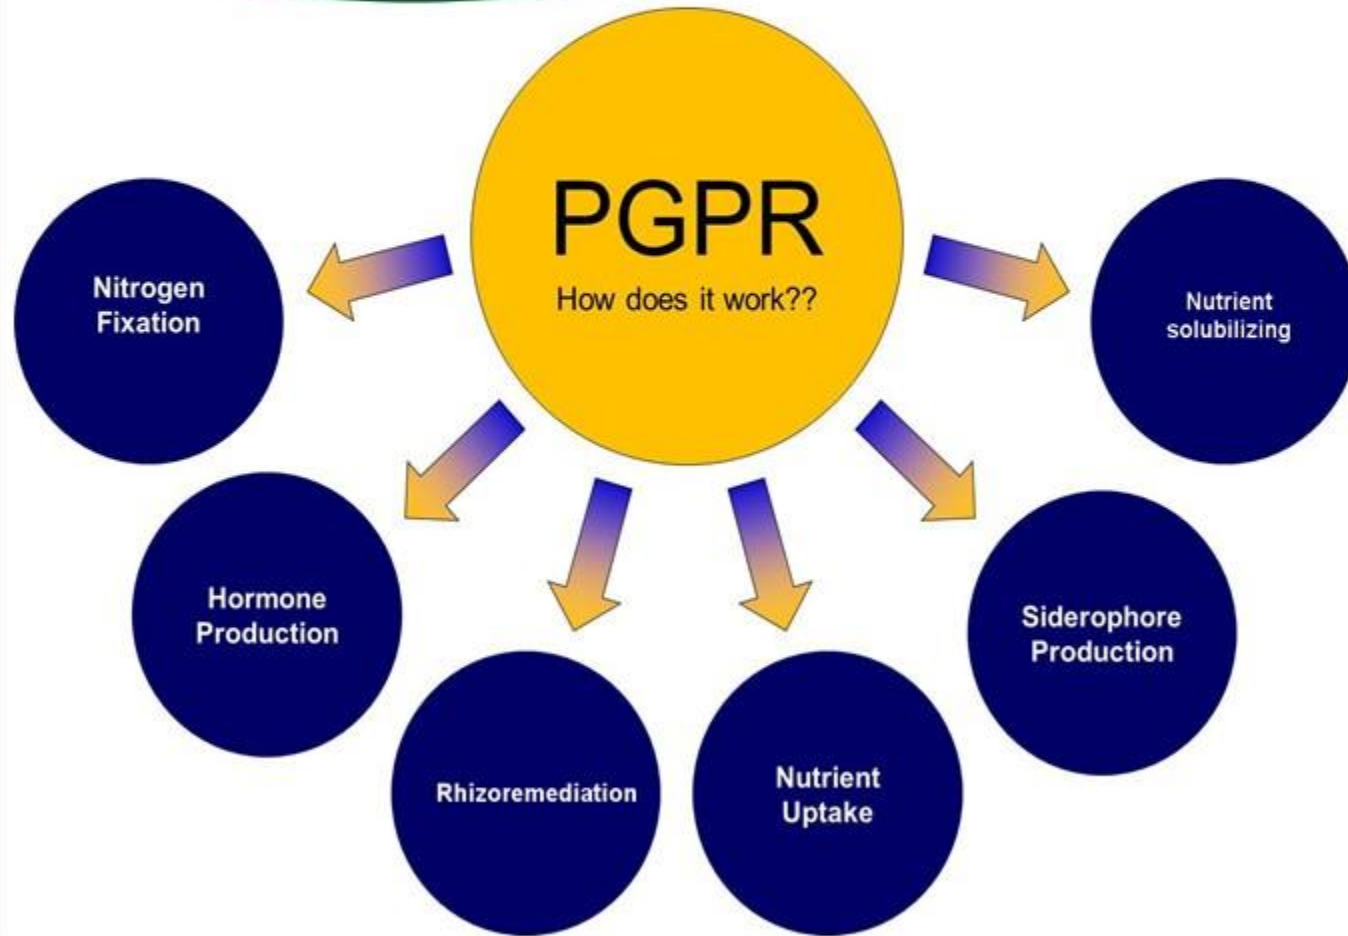 PGPR
How does it work??
Nitrogen
Fixation
Hormone
Production
Rhizoremediation
Nutrient
Uptake
Siderophore
Production
Nutrient
solubilizing